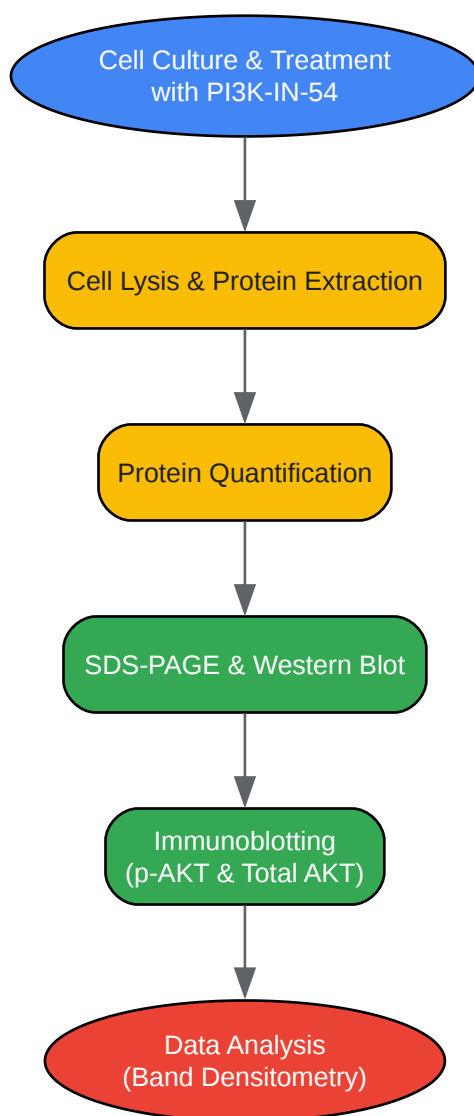 Cell Culture & Treatment
with PI3K-IN-54
Cell Lysis & Protein Extraction
Protein Quantification
SDS-PAGE & Western Blot
Immunoblotting
(p-AKT & Total AKT)
Data Analysis
(Band Densitometry)